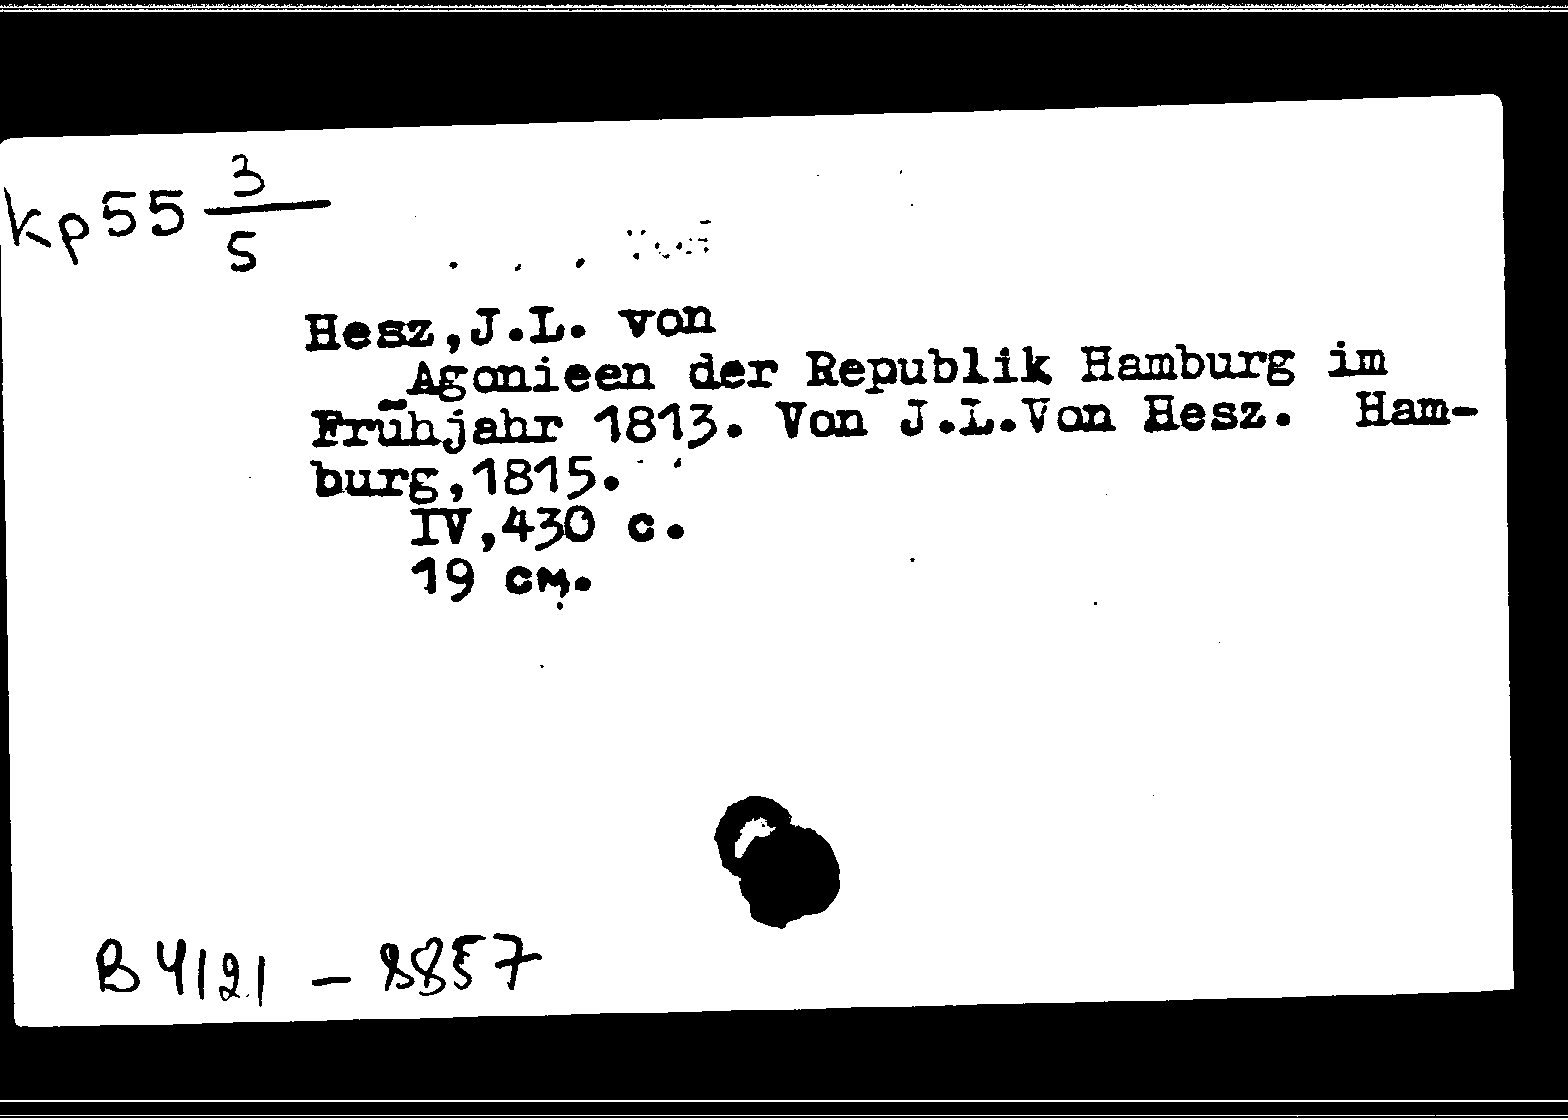 kp55 3/5
Hesz,J.L. von
Agonieen der Republik Hamburg im
Frühjahr 1813. Von J.L.Von Hesz. Ham-
burg,1815.
IV,430 с.
19 см.
B 4121 – 8857